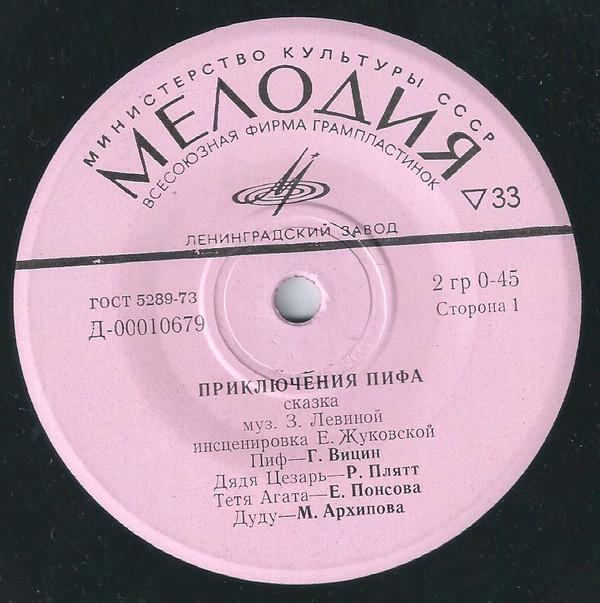 МИНИСТЕРСТВО КУЛЬТУРЫ СССР
МЕЛОДИЯ
ВСЕСОЮЗНАЯ ФИРМА ГРАМПЛАСТИНОК
33
ЛЕНИНГРАДСКИЙ ЗАВОД
ГОСТ 5289-73
2 гр 0-45
Д-00010679
Сторона 1
ПРИКЛЮЧЕНИЯ ПИФА
сказка
муз. З. Левиной
инсценировка Е. Жуковской
Пиф—Г. Вицин
Дядя Цезарь—Р. Плятт
Тетя Агата—Е. Понсова
Дуду—М. Архипова